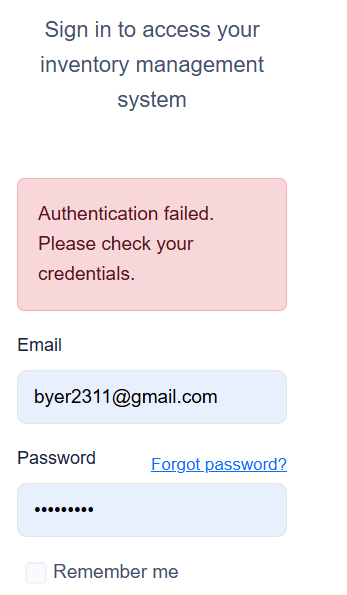 Sign in to access your
inventory management
system
Authentication failed.
Please check your
credentials.
Email
byer2311@gmail.com
Password
Forgot password?
•••••••••
Remember me